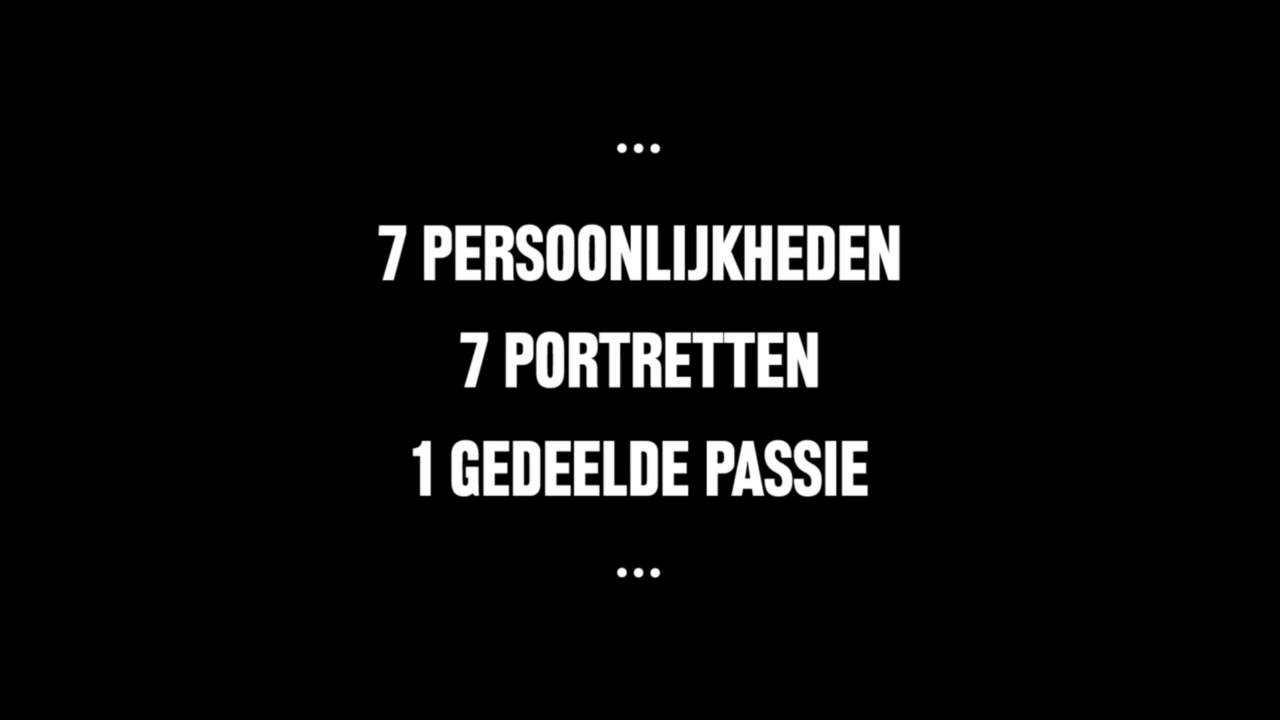 ...
7 PERSOONLIJKHEDEN
7 PORTRETTEN
1 GEDEELDE PASSIE
...